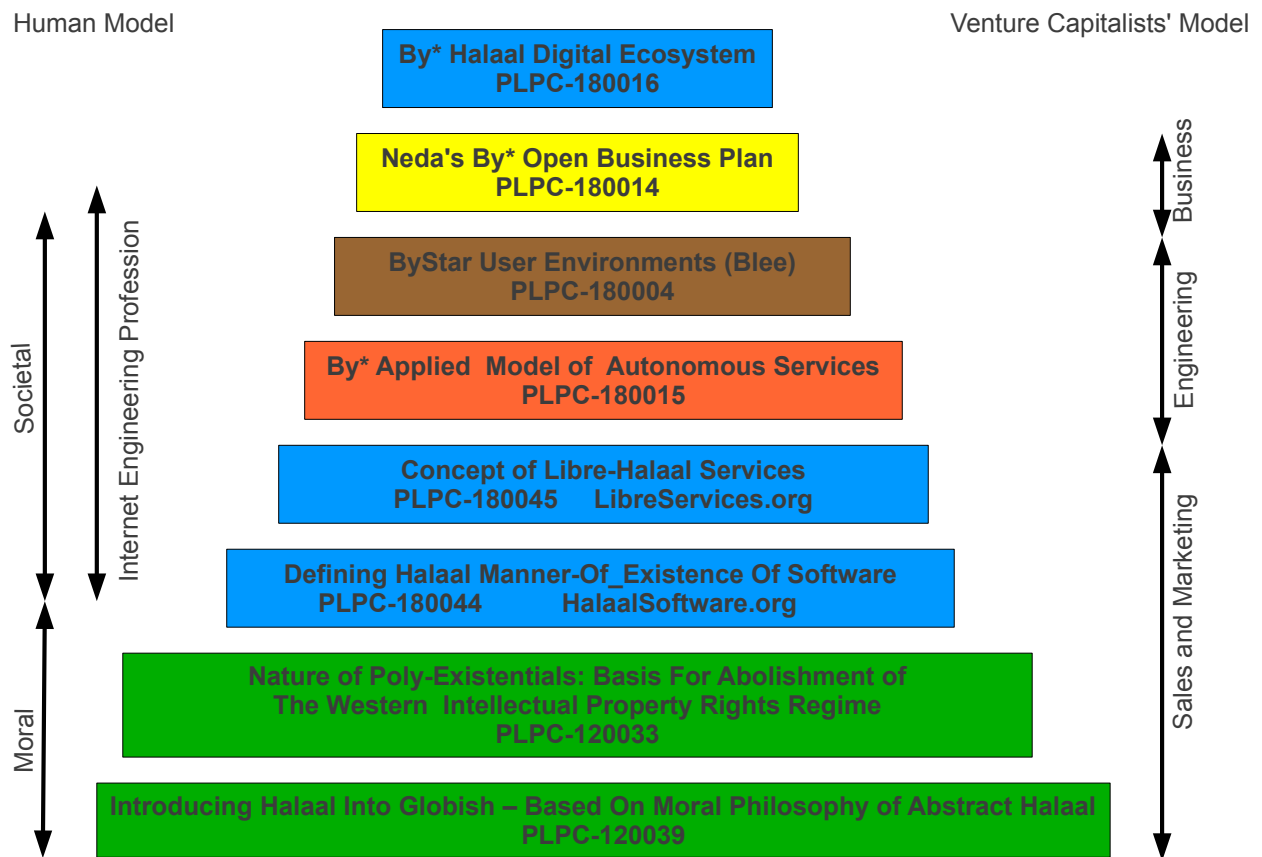 Human Model
Venture Capitalists' Model
By* Halaal Digital Ecosystem
PLPC-180016
Neda's By* Open Business Plan
PLPC-180014
ByStar User Environments (Blee)
PLPC-180004
By* Applied Model of Autonomous Services
PLPC-180015
Concept of Libre-Halaal Services
PLPC-180045 LibreServices.org
Defining Halaal Manner-Of_Existence Of Software
PLPC-180044 HalaalSoftware.org
Nature of Poly-Existentials: Basis For Abolishment of
The Western Intellectual Property Rights Regime
PLPC-120033
Introducing Halaal Into Globish – Based On Moral Philosophy of Abstract Halaal
PLPC-120039
Societal
Moral
Internet Engineering Profession
Business
Engineering
Sales and Marketing